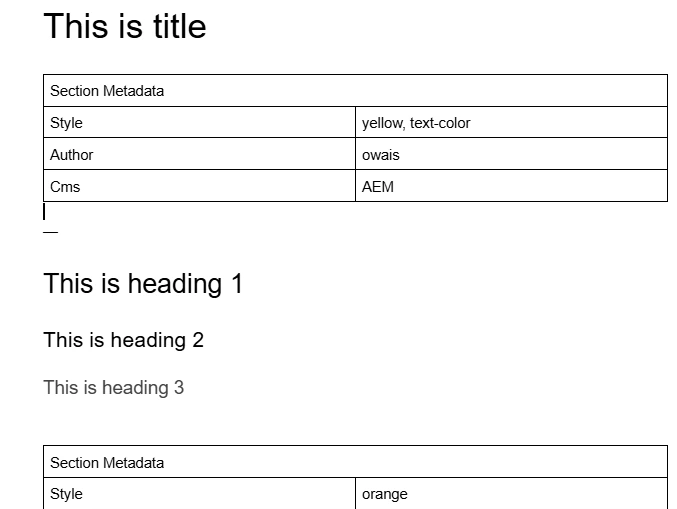 This is title
Section Metadata
Style yellow, text-color
Author owais
Cms AEM
—
This is heading 1
This is heading 2
This is heading 3
Section Metadata
Style orange